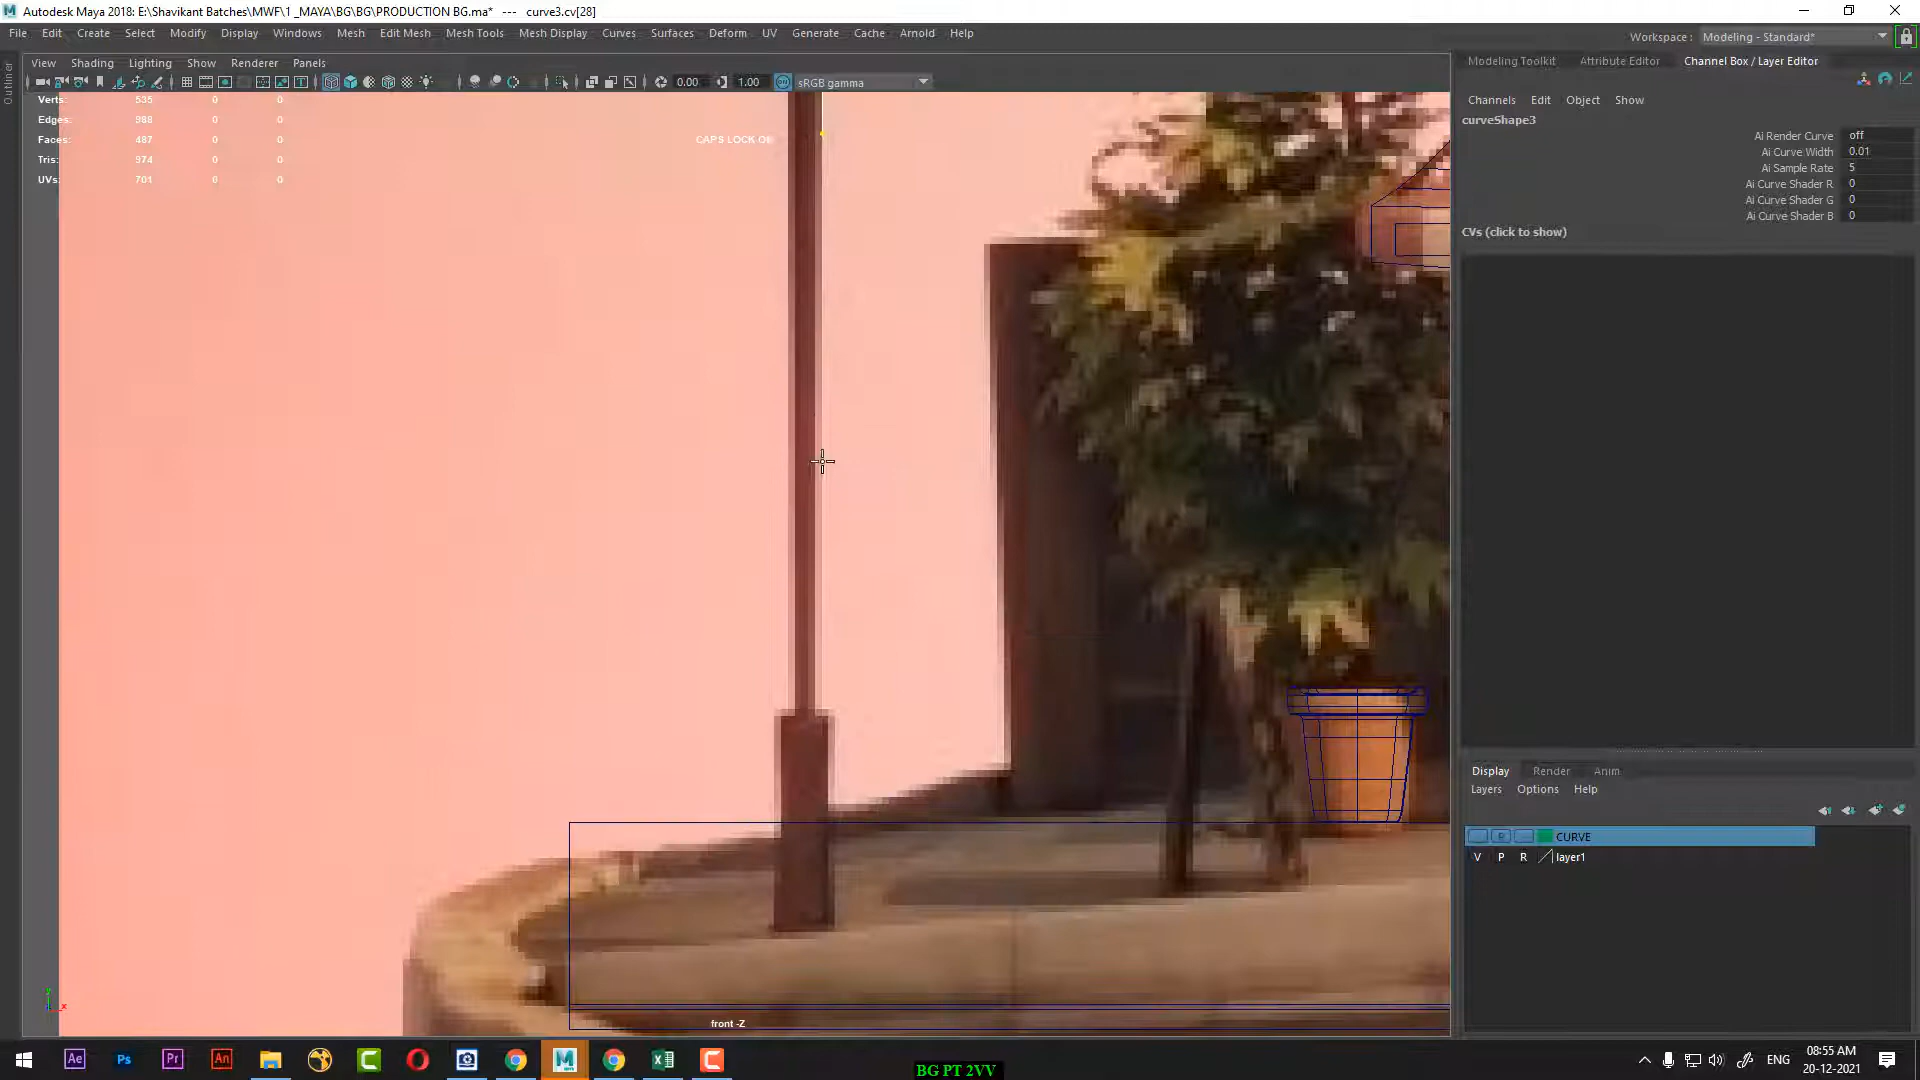 Autodesk Maya 2018: E:\Shavikant Batches\MWF\1 _MAYA\BG\BG\PRODUCTION BG.ma*   ---   curve3.cv[28]
File Edit Create Select Modify Display Windows Mesh Edit Mesh Mesh Tools Mesh Display Curves Surfaces Deform UV Generate Cache Arnold Help
Workspace : Modeling - Standard*
View Shading Lighting Show Renderer Panels
Modeling Toolkit Attribute Editor Channel Box / Layer Editor
0.00 1.00 sRGB gamma
Outliner
Channels Edit Object Show
Verts: 535 0 0
Edges: 988 0 0
Faces: 487 0 0
Tris: 974 0 0
UVs: 701 0 0
CAPS LOCK ON
curveShape3
Ai Render Curve off
Ai Curve Width 0.01
Ai Sample Rate 5
Ai Curve Shader R 0
Ai Curve Shader G 0
Ai Curve Shader B 0
CVs (click to show)
Display Render Anim
Layers Options Help
CURVE
V P R layer1
y
x
front -Z
Ae Ps Pr An
ENG
08:55 AM
20-12-2021
BG PT 2VV